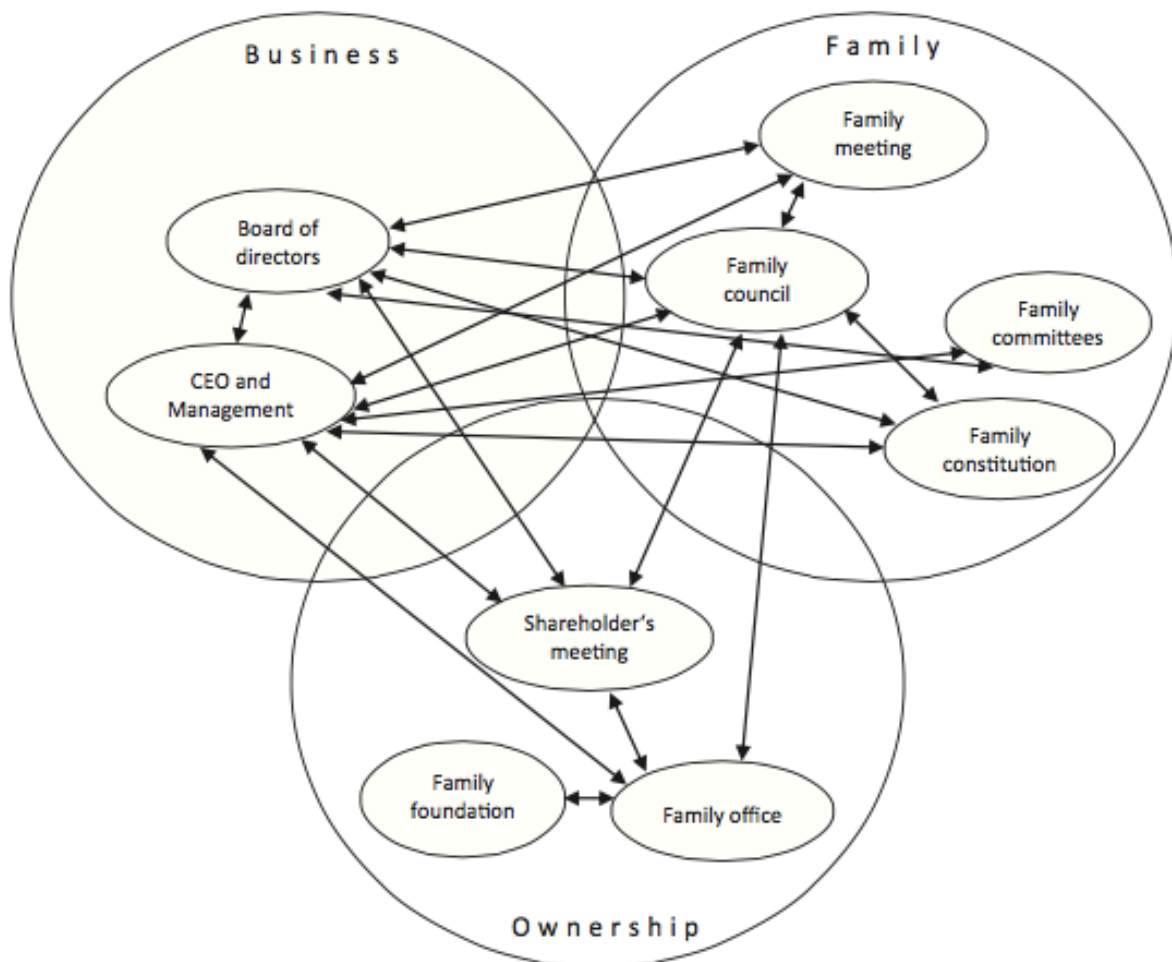 Business
Family
Family
meeting
Board of
directors
Family
council
Family
committees
CEO and
Management
Family
constitution
Shareholder's
meeting
Family
foundation
Family office
Ownership